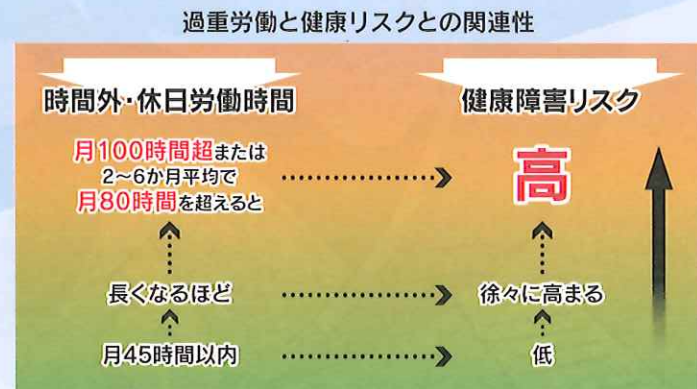 過重労働と健康リスクとの関連性
時間外・休日労働時間
健康障害リスク
月100時間超または
2～6か月平均で
月80時間を超えると
高
長くなるほど
徐々に高まる
月45時間以内
低